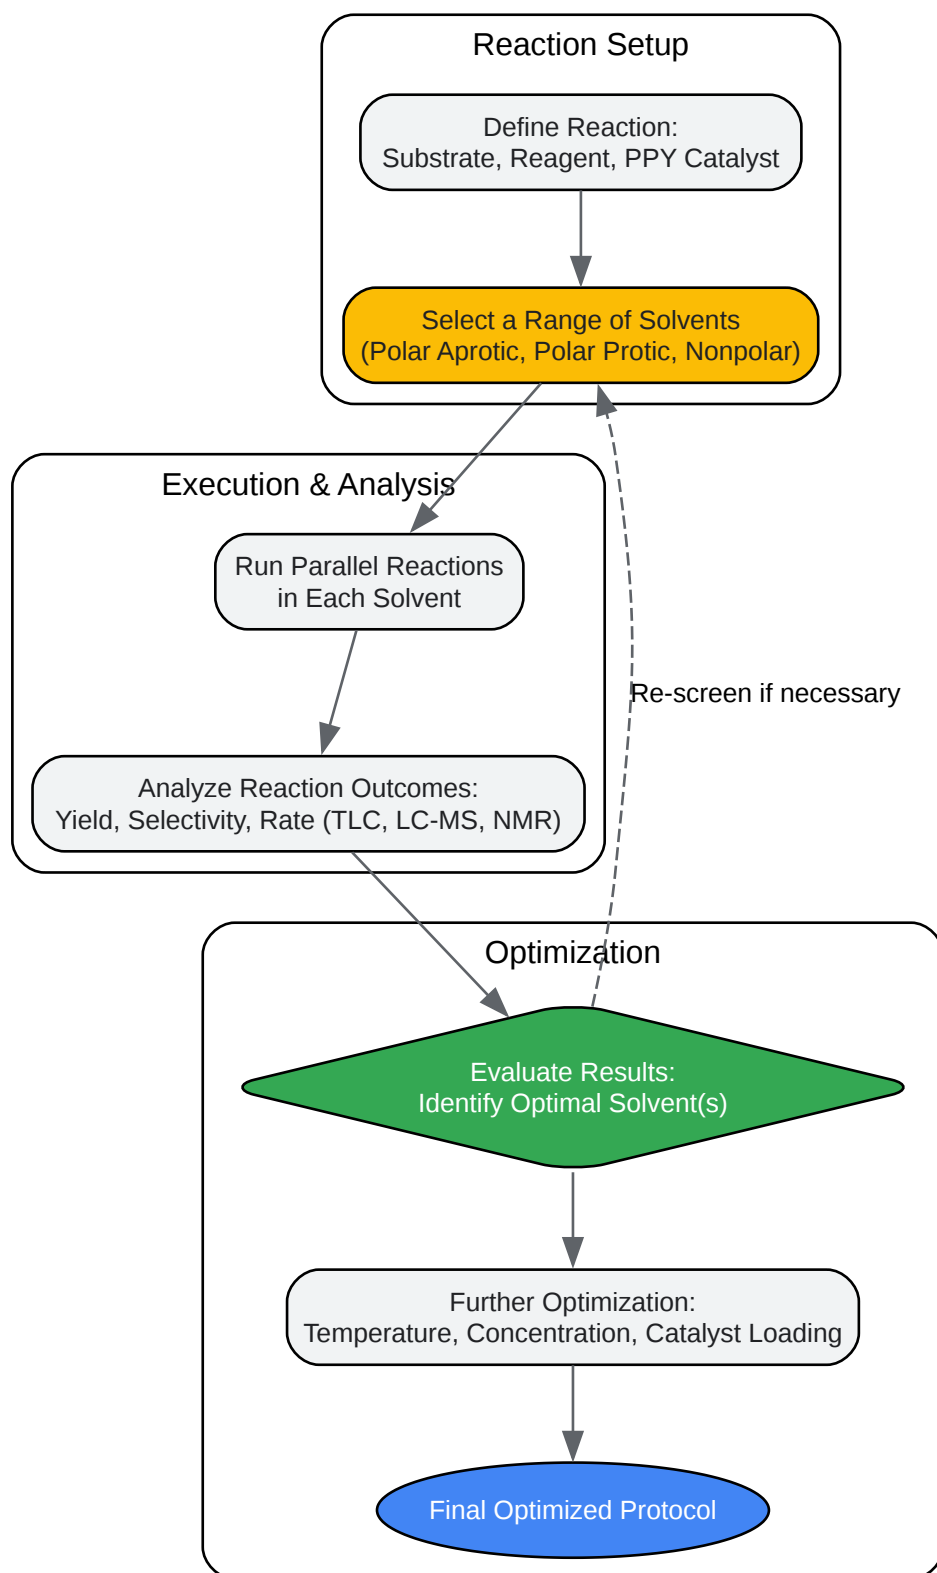 Reaction Setup
Define Reaction:
Substrate, Reagent, PPY Catalyst
Select a Range of Solvents
(Polar Aprotic, Polar Protic, Nonpolar)
Execution & Analysis
Run Parallel Reactions
in Each Solvent
Re-screen if necessary
Analyze Reaction Outcomes:
Yield, Selectivity, Rate (TLC, LC-MS, NMR)
Optimization
Evaluate Results:
Identify Optimal Solvent(s)
Further Optimization:
Temperature, Concentration, Catalyst Loading
Final Optimized Protocol